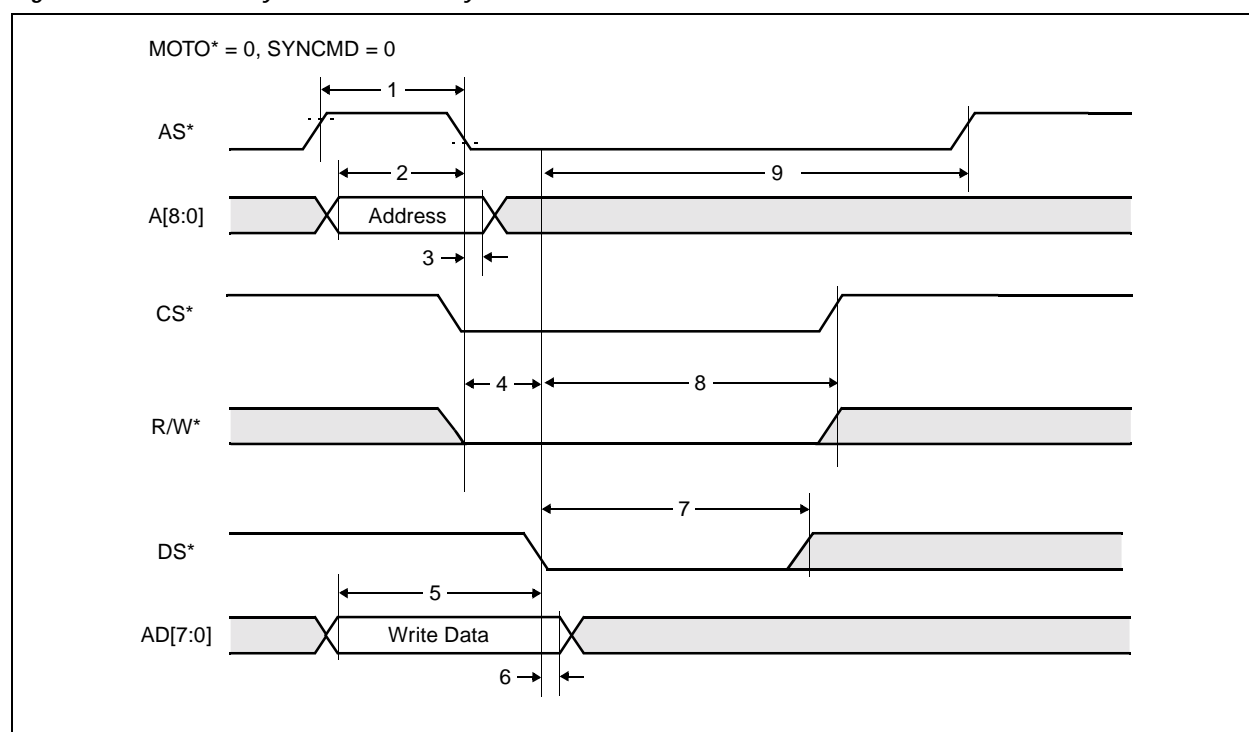 MOTO* = 0, SYNCMD = 0
1
AS*
2
9
A[8:0]
Address
3
CS*
4
8
R/W*
7
DS*
5
AD[7:0]
Write Data
6